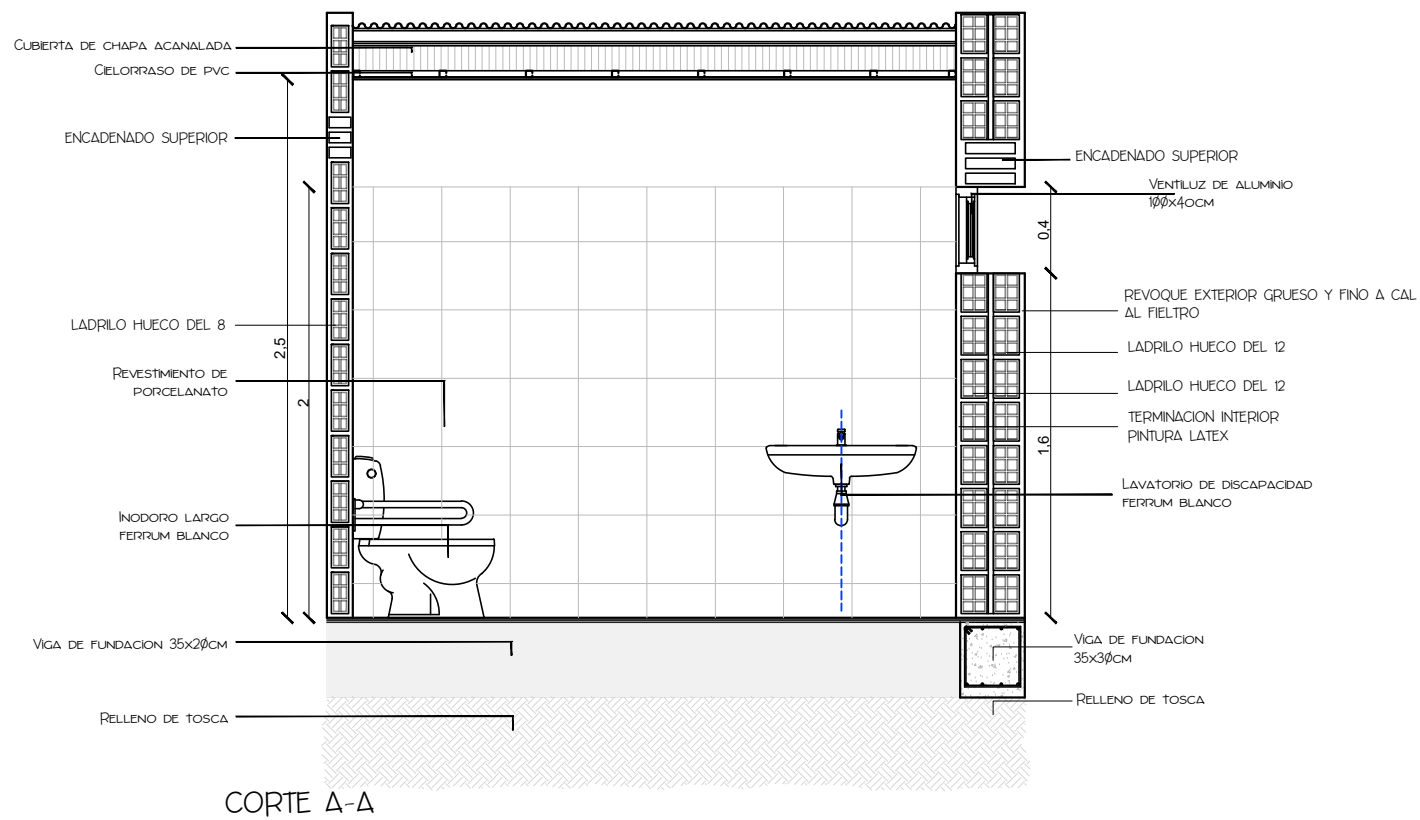 CUBIERTA DE CHAPA ACANALADA
CIELORRASO DE PVC
ENCADENADO SUPERIOR
LADRILO HUECO DEL 8
2,5
REVESTIMIENTO DE
PORCELANATO
2
INODORO LARGO
FERRUM BLANCO
VIGA DE FUNDACION 35x20CM
RELLENO DE TOSCA
ENCADENADO SUPERIOR
VENTILUZ DE ALUMINIO
100x40CM
0,4
REVOQUE EXTERIOR GRUESO Y FINO A CAL
AL FIELTRO
LADRILO HUECO DEL 12
LADRILO HUECO DEL 12
TERMINACION INTERIOR
PINTURA LATEX
1,6
LAVATORIO DE DISCAPACIDAD
FERRUM BLANCO
VIGA DE FUNDACION
35x30CM
RELLENO DE TOSCA
CORTE A-A